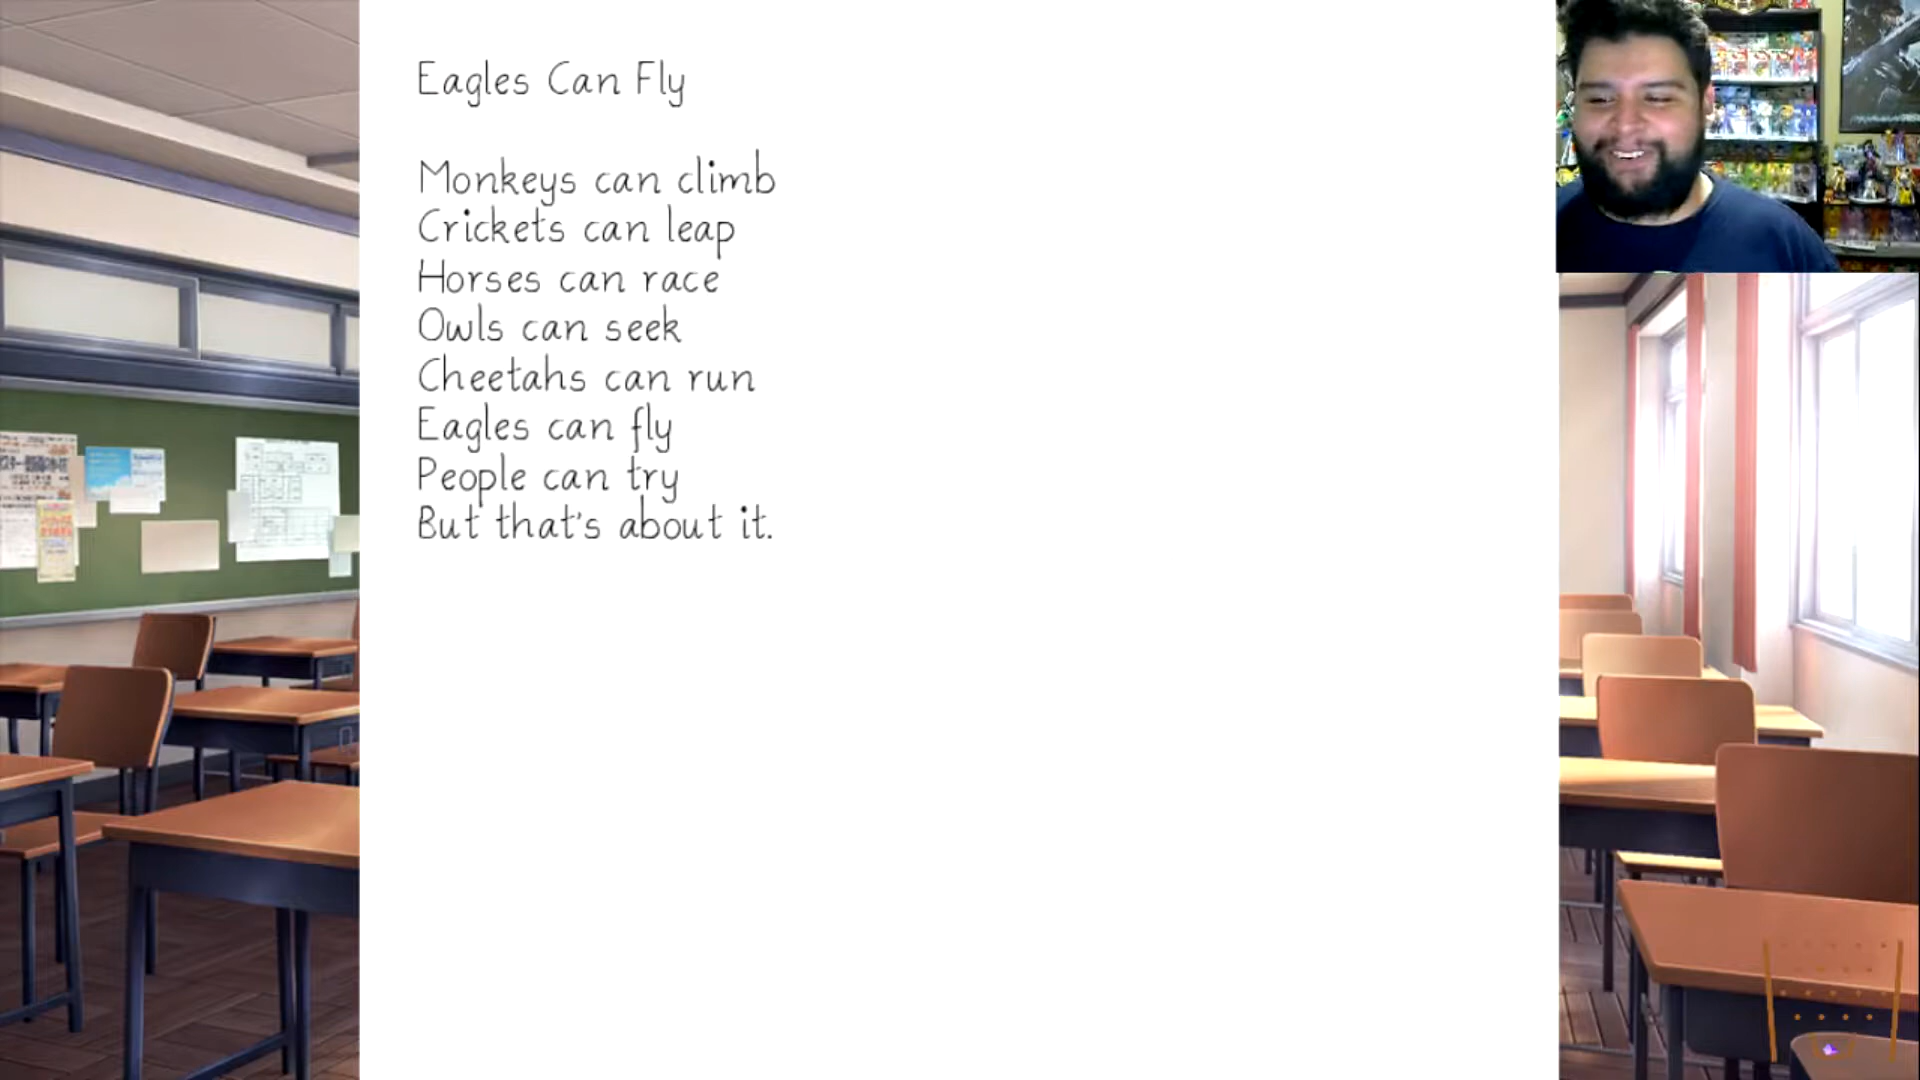 Eagles Can Fly
Monkeys can climb
Crickets can leap
Horses can race
Owls can seek
Cheetahs can run
Eagles can fly
People can try
But that's about it.